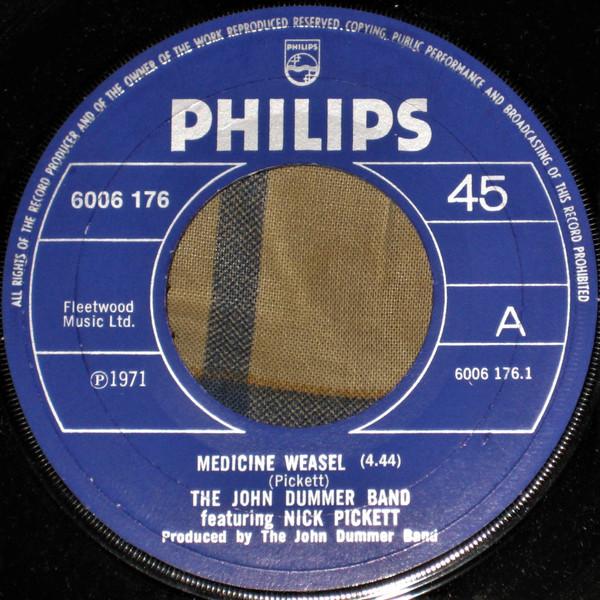 ALL RIGHTS OF THE RECORD PRODUCER AND OF THE OWNER OF THE WORK REPRODUCED RESERVED. COPYING, PUBLIC PERFORMANCE AND BROADCASTING OF THIS RECORD PROHIBITED
PHILIPS
PHILIPS
6006 176
45
Fleetwood
Music Ltd.
A
Ⓟ1971
6006 176.1
MEDICINE WEASEL (4.44)
(Pickett)
THE JOHN DUMMER BAND
featuring NICK PICKETT
Produced by The John Dummer Band